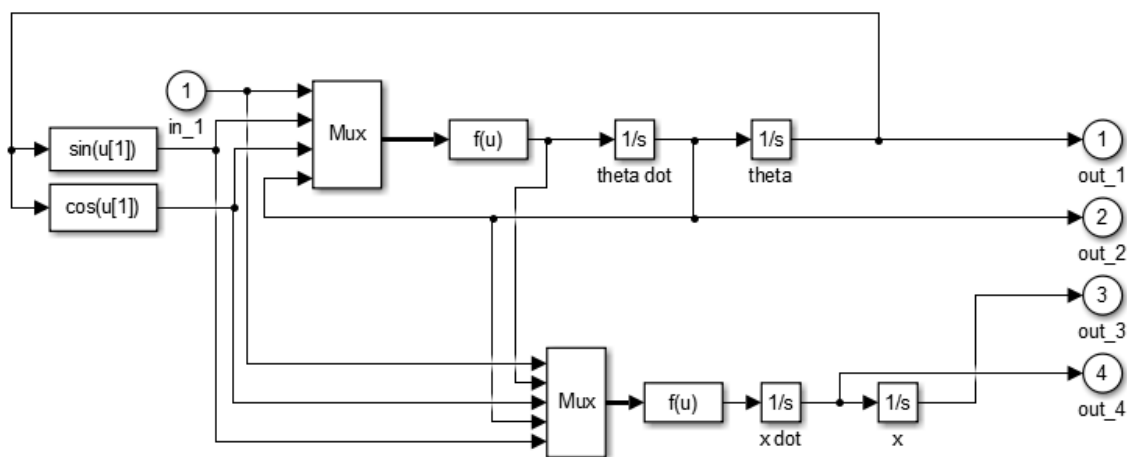 1
in_1
sin(u[1])
cos(u[1])
Mux
f(u)
1/s
theta dot
1/s
theta
1
out_1
2
out_2
3
out_3
Mux
f(u)
1/s
x dot
1/s
x
4
out_4